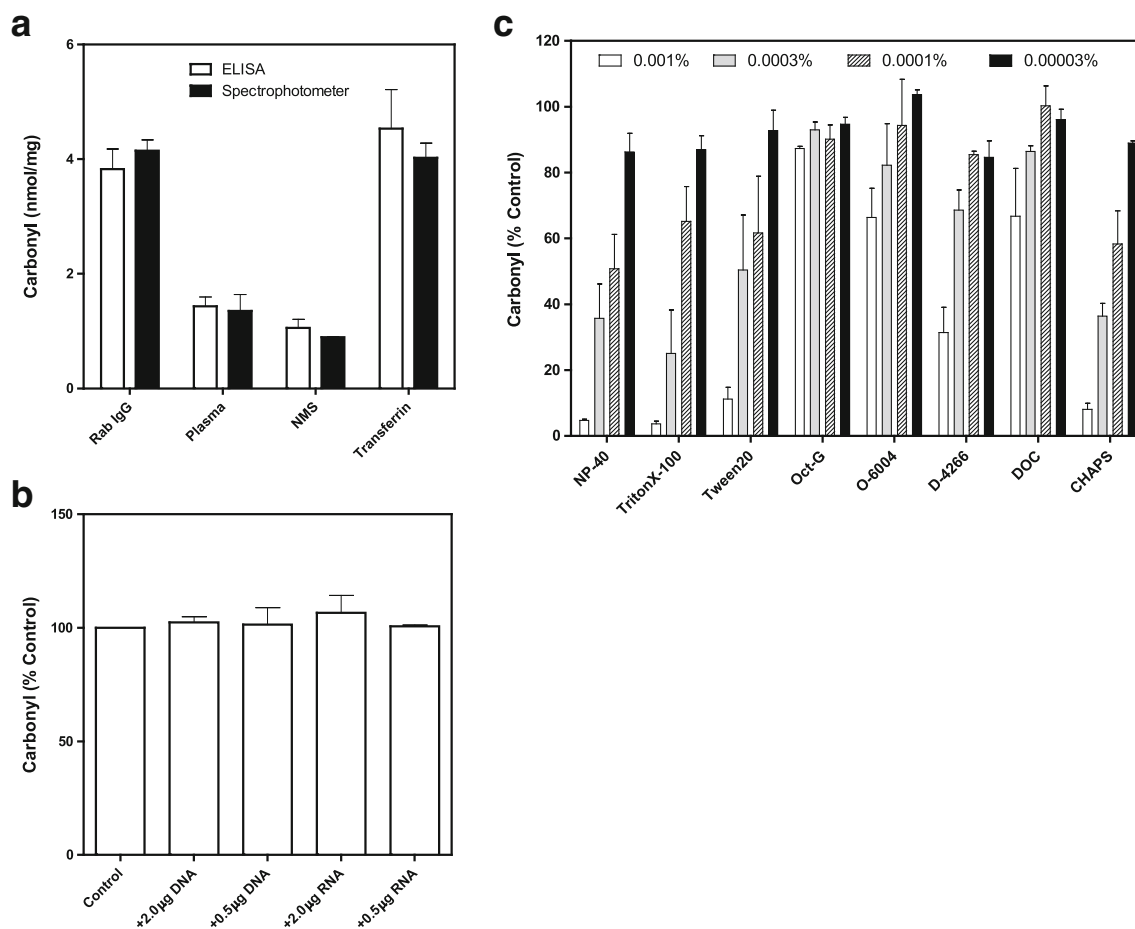 a
6
4
2
0
Carbonyl (nmol/mg)
ELISA
Spectrophotometer
Rab IgG
Plasma
NMS
Transferrin
b
150
100
50
0
Carbonyl (% Control)
Control
+2.0µg DNA
+0.5µg DNA
+2.0µg RNA
+0.5µg RNA
c
120
100
80
60
40
20
0
Carbonyl (% Control)
0.001% 0.0003% 0.0001% 0.00003%
NP-40
TritonX-100
Tween20
Oct-G
O-6004
D-4266
DOC
CHAPS